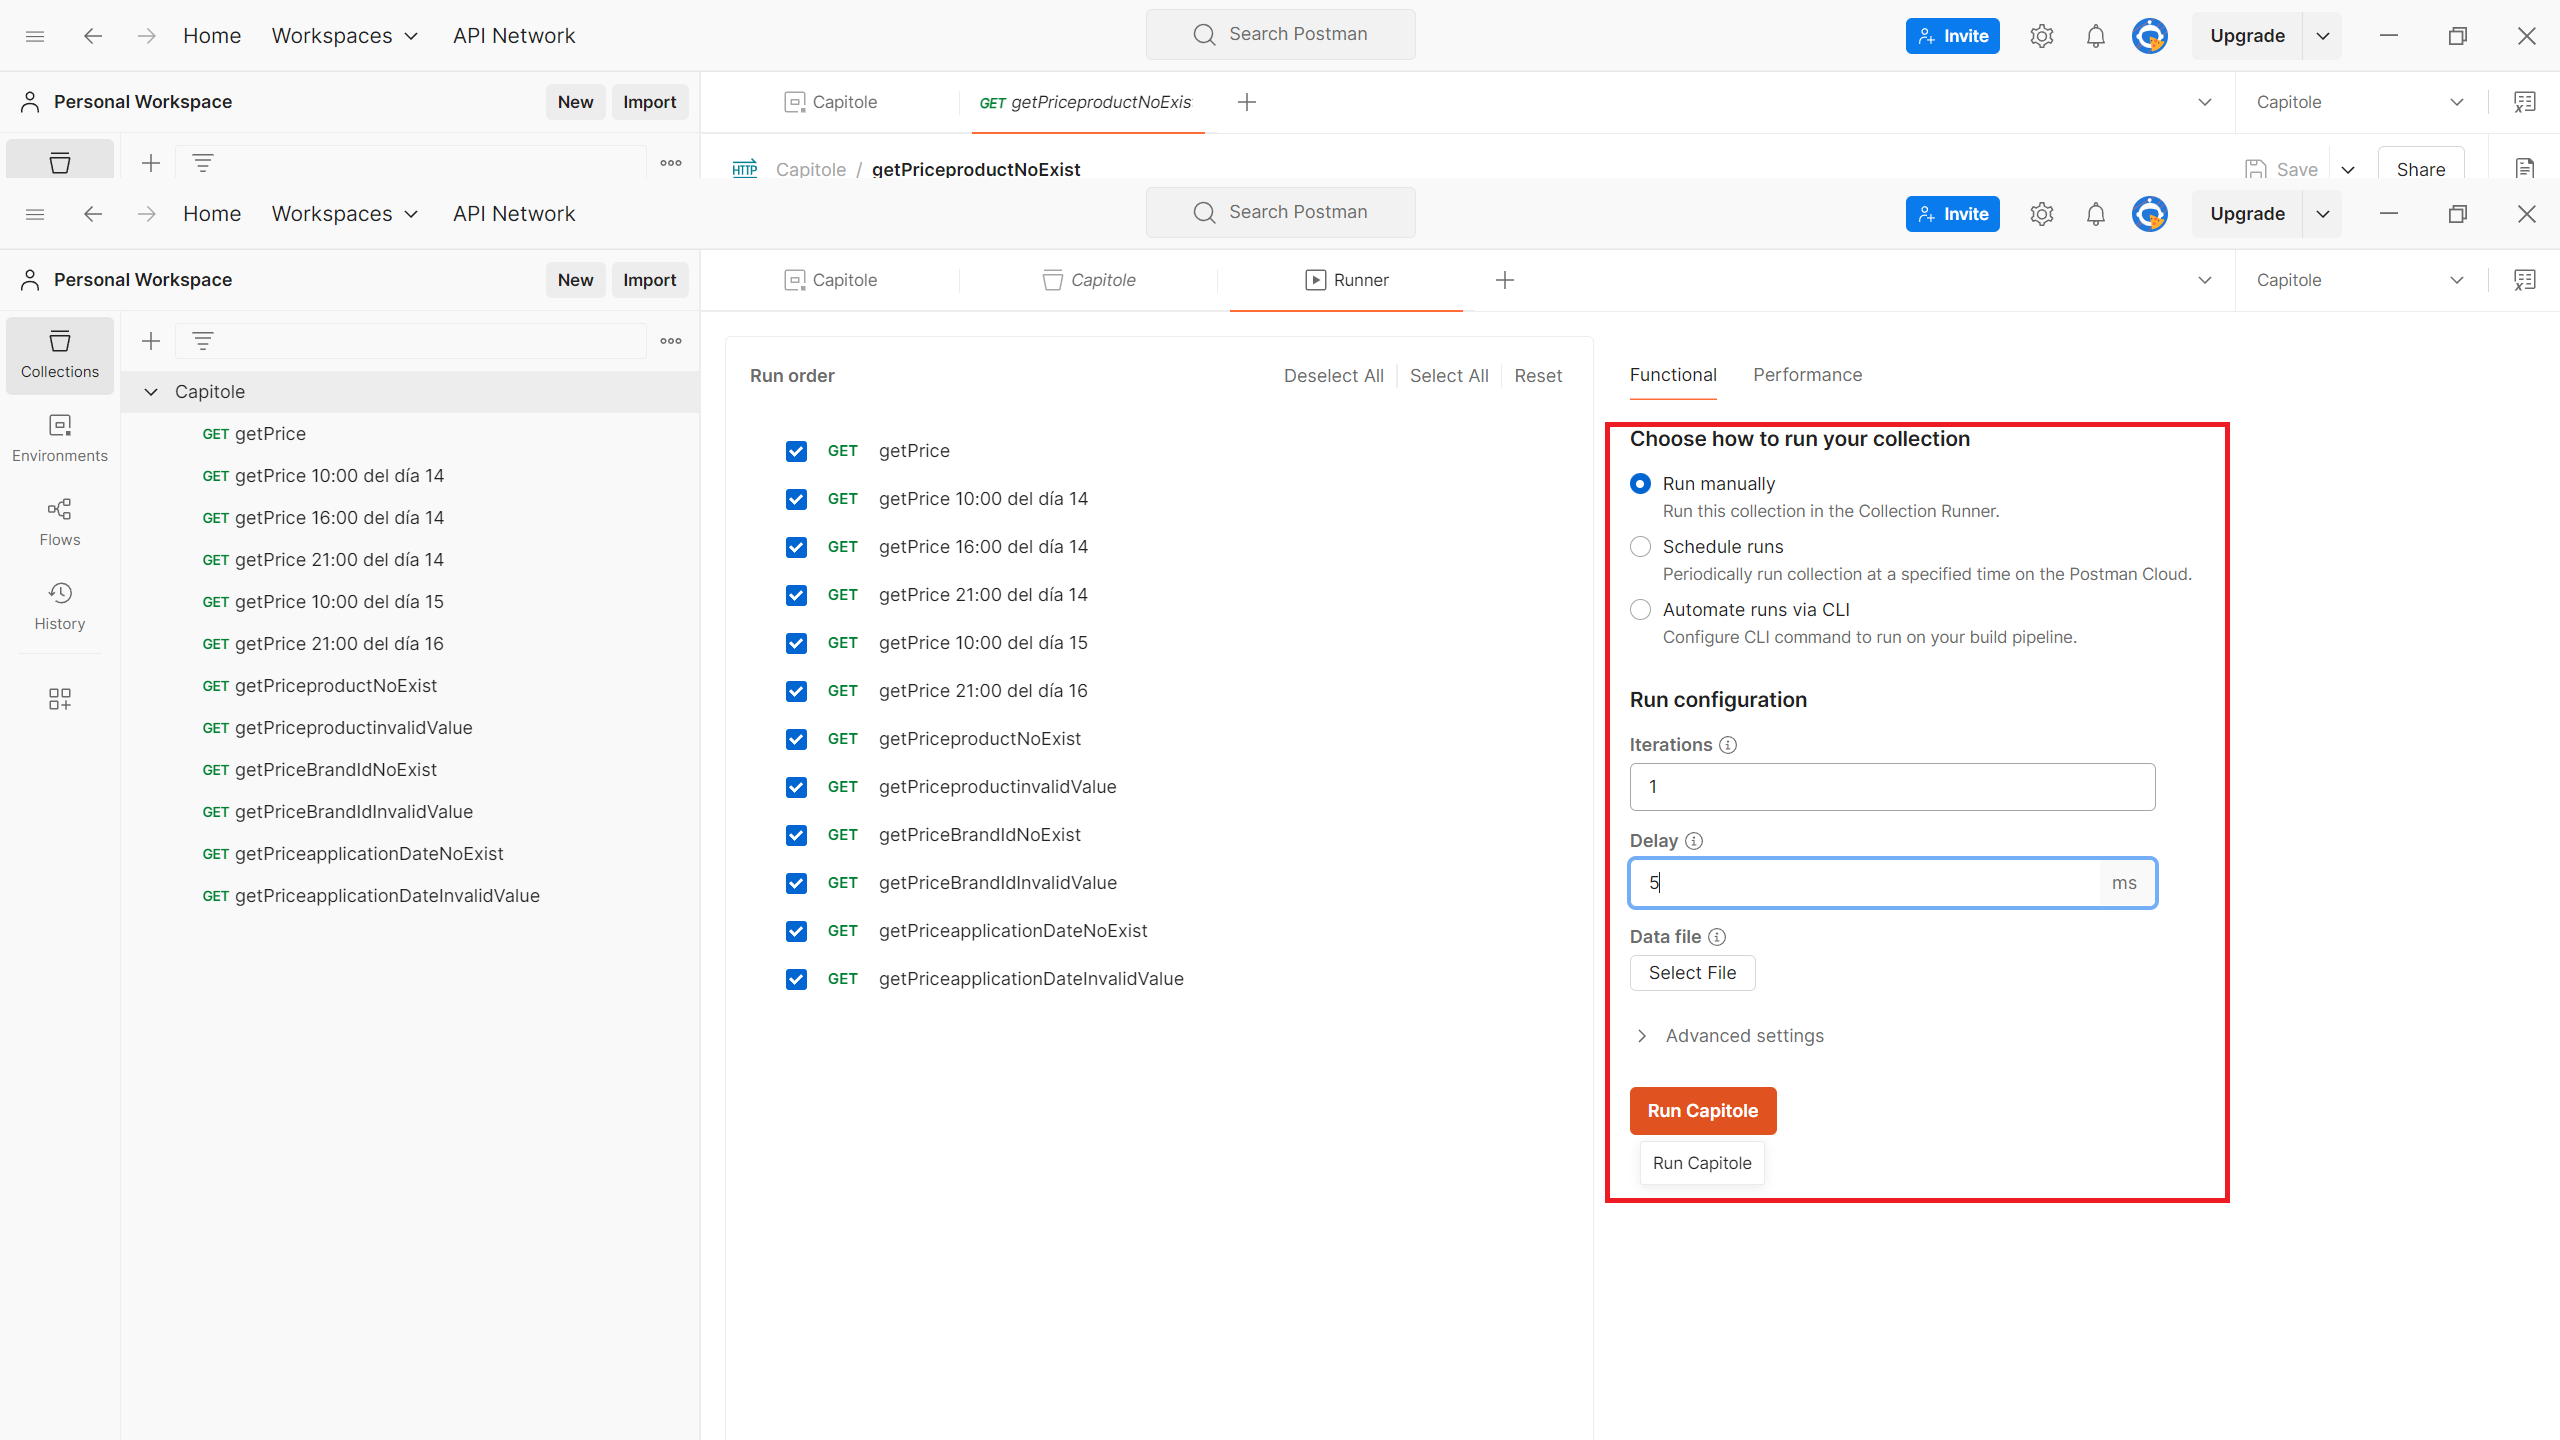 Home Workspaces API Network Search Postman Invite Upgrade
Personal Workspace New Import Capitole GET getPriceproductNoExis Capitole
HTTP Capitole / getPriceproductNoExist Save Share
Home Workspaces API Network Search Postman Invite Upgrade
Personal Workspace New Import Capitole Capitole Runner Capitole
Collections
Environments
Flows
History
Capitole
GET getPrice
GET getPrice 10:00 del día 14
GET getPrice 16:00 del día 14
GET getPrice 21:00 del día 14
GET getPrice 10:00 del día 15
GET getPrice 21:00 del día 16
GET getPriceproductNoExist
GET getPriceproductinvalidValue
GET getPriceBrandIdNoExist
GET getPriceBrandIdInvalidValue
GET getPriceapplicationDateNoExist
GET getPriceapplicationDateInvalidValue
Run order Deselect All Select All Reset
GET getPrice
GET getPrice 10:00 del día 14
GET getPrice 16:00 del día 14
GET getPrice 21:00 del día 14
GET getPrice 10:00 del día 15
GET getPrice 21:00 del día 16
GET getPriceproductNoExist
GET getPriceproductinvalidValue
GET getPriceBrandIdNoExist
GET getPriceBrandIdInvalidValue
GET getPriceapplicationDateNoExist
GET getPriceapplicationDateInvalidValue
Functional Performance
Choose how to run your collection
Run manually
Run this collection in the Collection Runner.
Schedule runs
Periodically run collection at a specified time on the Postman Cloud.
Automate runs via CLI
Configure CLI command to run on your build pipeline.
Run configuration
Iterations
1
Delay
5 ms
Data file
Select File
Advanced settings
Run Capitole
Run Capitole